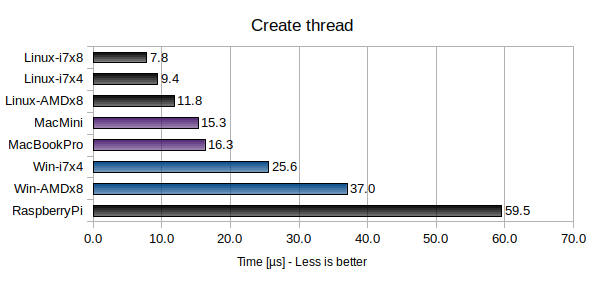 Create thread
Linux-i7x8 7.8
Linux-i7x4 9.4
Linux-AMDx8 11.8
MacMini 15.3
MacBookPro 16.3
Win-i7x4 25.6
Win-AMDx8 37.0
RaspberryPi 59.5
0.0 10.0 20.0 30.0 40.0 50.0 60.0 70.0
Time [µs] - Less is better